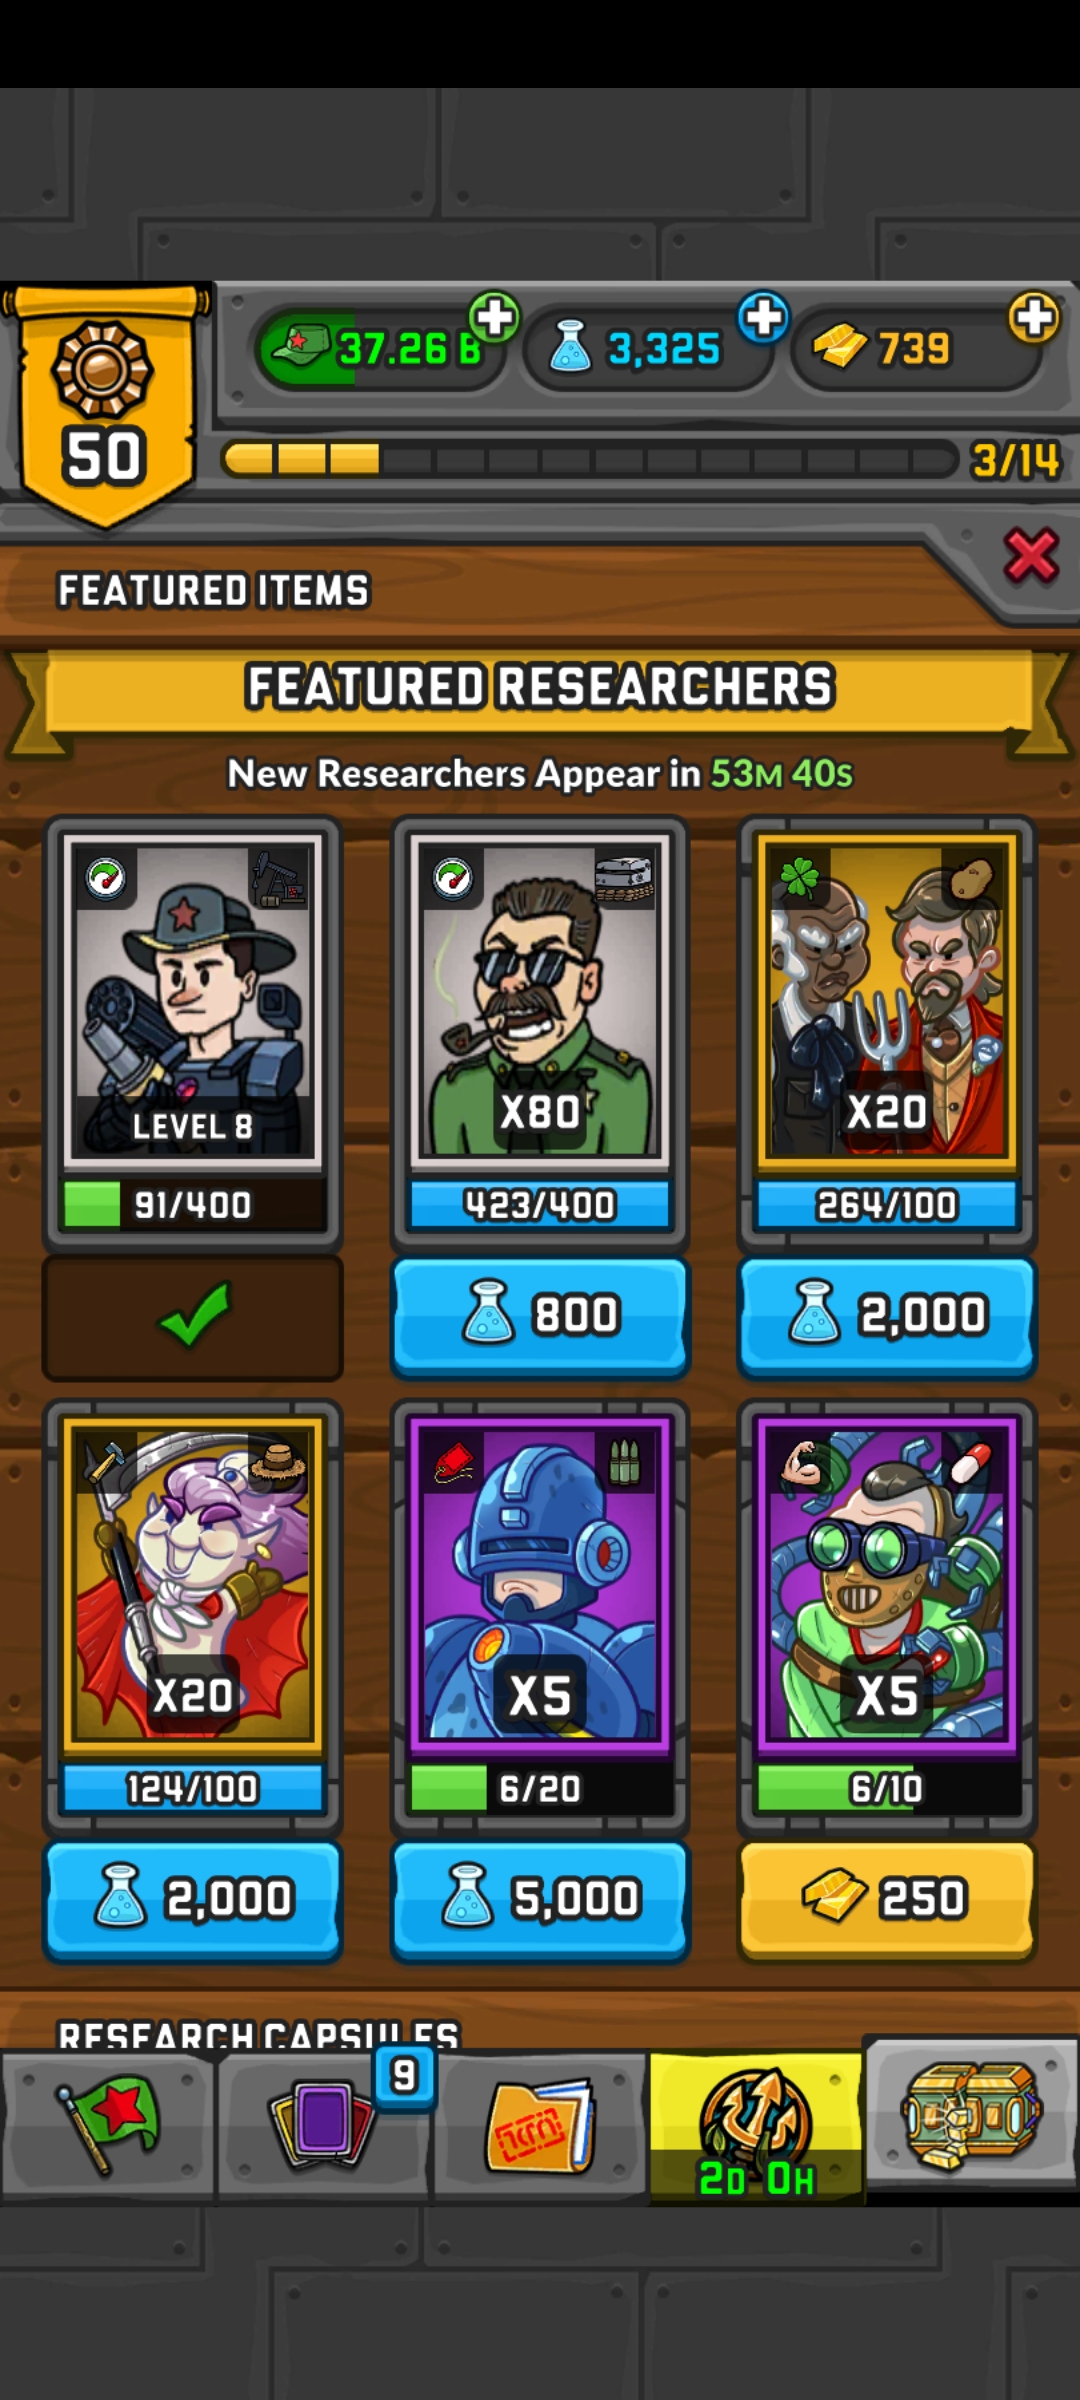 37.26 B
3,325
739
50
3/14
FEATURED ITEMS
FEATURED RESEARCHERS
New Researchers Appear in 53M 40S
LEVEL 8
X80
X20
91/400
423/400
264/100
800
2,000
X20
X5
X5
124/100
6/20
6/10
2,000
5,000
250
RESEARCH CAPSULES
9
2D 0H